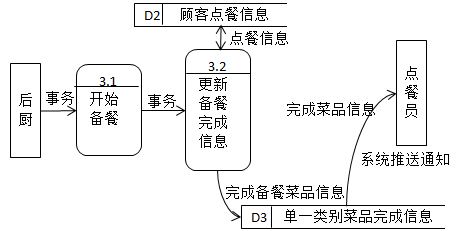 D2 顾客点餐信息
点餐信息
后厨
事务
3.1
开始
备餐
事务
3.2
更新
备餐
完成
信息
完成菜品信息
点餐员
系统推送通知
完成备餐菜品信息
D3 单一类别菜品完成信息